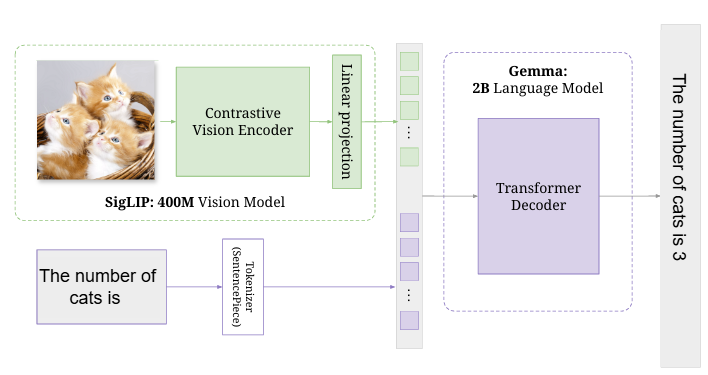 Contrastive
Vision Encoder
Linear projection
SigLIP: 400M Vision Model
The number of
cats is
Tokenizer
(SentencePiece)
...
...
Gemma:
2B Language Model
Transformer
Decoder
The number of cats is 3